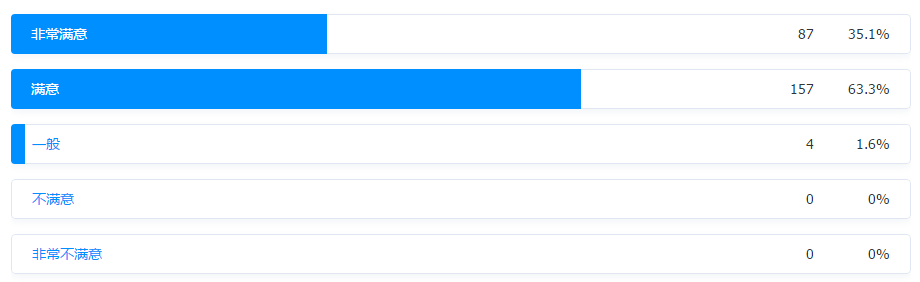 非常满意 87 35.1%
满意 157 63.3%
一般 4 1.6%
不满意 0 0%
非常不满意 0 0%